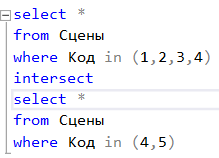 select *
from Сцены
where Код in (1,2,3,4)
intersect
select *
from Сцены
where Код in (4,5)